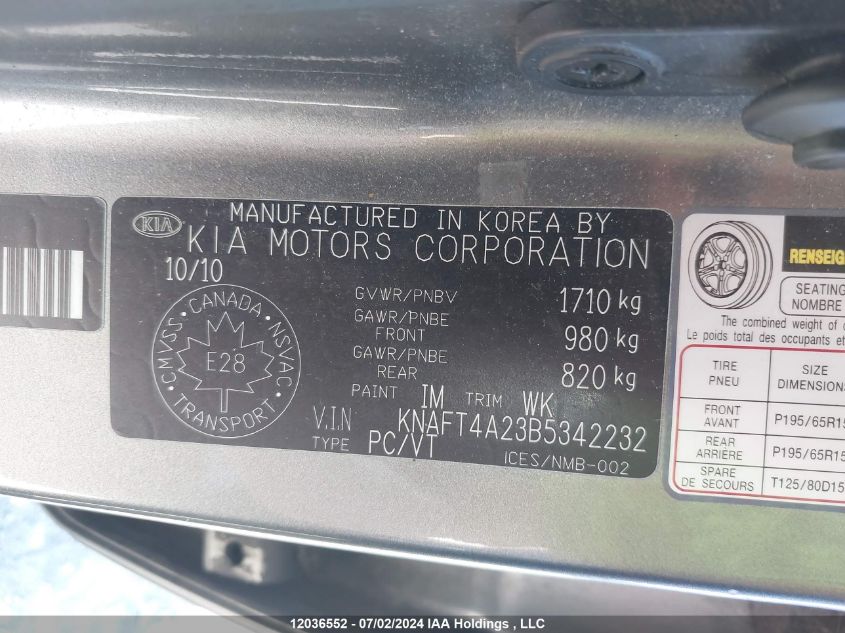 KIA
MANUFACTURED IN KOREA BY
KIA MOTORS CORPORATION
10/10
GVWR/PNBV 1710 kg
GAWR/PNBE FRONT 980 kg
GAWR/PNBE REAR 820 kg
PAINT IM TRIM WK
V.I.N KNAFT4A23B5342232
TYPE PC/VT ICES/NMB-002
CMVSS · CANADA · NSVAC · TRANSPORT ·
E28
RENSEIG
SEATING
NOMBRE
The combined weight of
Le poids total des occupants et
TIRE PNEU SIZE DIMENSIONS
FRONT AVANT P195/65R15
REAR ARRIÈRE P195/65R15
SPARE DE SECOURS T125/80D15
12036552 - 07/02/2024 IAA Holdings , LLC